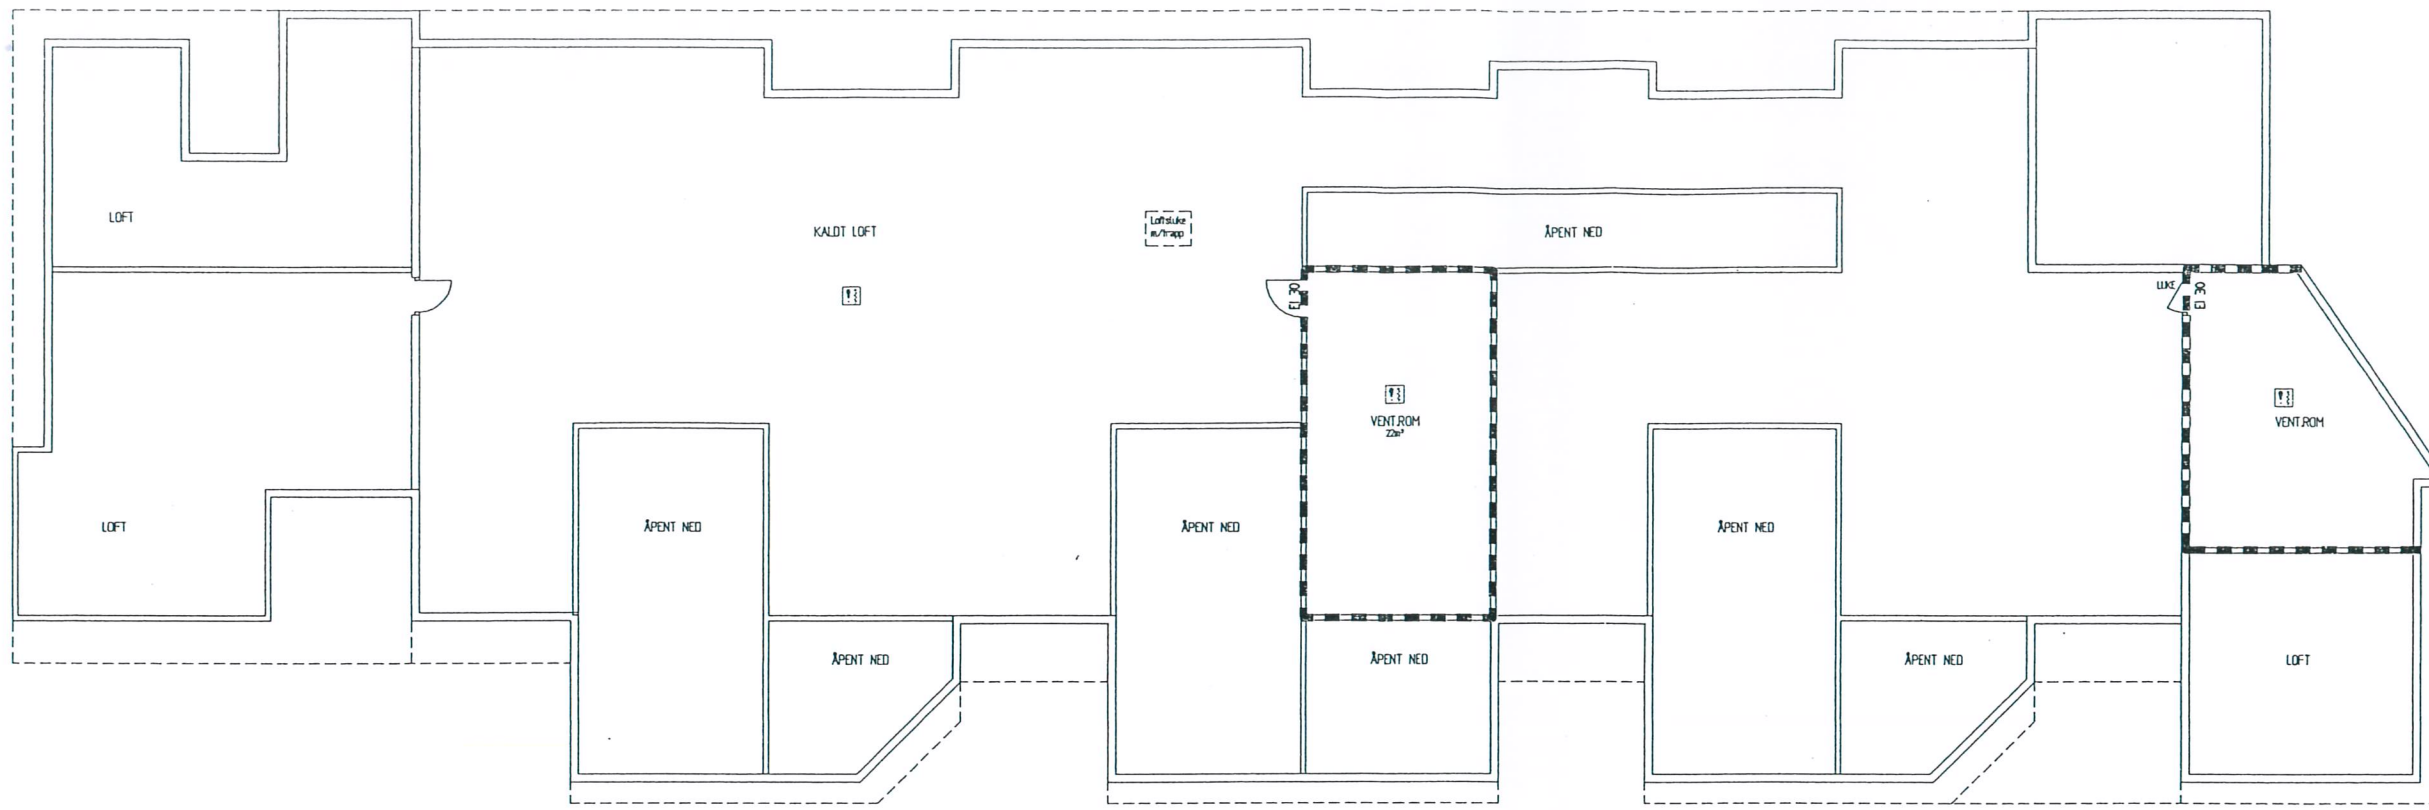 LOFT
KALDT LOFT
Loftsluke
m/trapp
ÅPENT NED
EI 30
LUKE
EI 30
VENT.ROM
22m²
VENT.ROM
LOFT
ÅPENT NED
ÅPENT NED
ÅPENT NED
ÅPENT NED
ÅPENT NED
ÅPENT NED
LOFT